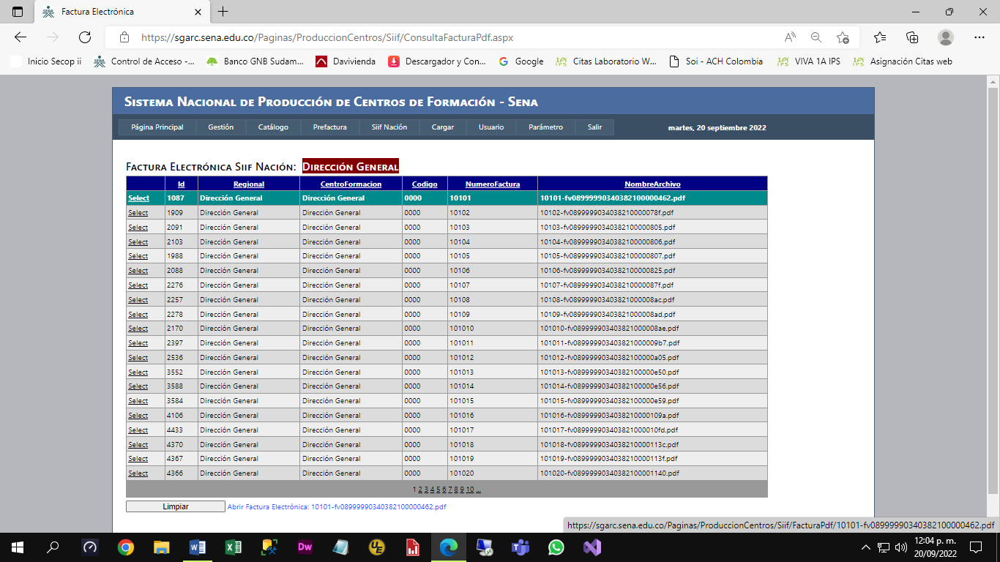 Factura Electrónica
https://sgarc.sena.edu.co/Paginas/ProduccionCentros/Siif/ConsultaFacturaPdf.aspx
Inicio Secop ii Control de Acceso -... Banco GNB Sudam... Davivienda Descargador y Con... Google Citas Laboratorio W... Soi - ACH Colombia VIVA 1A IPS Asignación Citas web
Sistema Nacional de Producción de Centros de Formación - Sena
Página Principal Gestión Catálogo Prefactura Siif Nación Cargar Usuario Parámetro Salir martes, 20 septiembre 2022
Factura Electrónica Siif Nación: Dirección General
Id Regional CentroFormacion Codigo NumeroFactura NombreArchivo
Select 1087 Dirección General Dirección General 0000 10101 10101-fv08999990340382100000462.pdf
Select 1909 Dirección General Dirección General 0000 10102 10102-fv0899999034038210000078f.pdf
Select 2091 Dirección General Dirección General 0000 10103 10103-fv08999990340382100000805.pdf
Select 2103 Dirección General Dirección General 0000 10104 10104-fv08999990340382100000806.pdf
Select 1988 Dirección General Dirección General 0000 10105 10105-fv08999990340382100000807.pdf
Select 2088 Dirección General Dirección General 0000 10106 10106-fv08999990340382100000825.pdf
Select 2276 Dirección General Dirección General 0000 10107 10107-fv0899999034038210000087f.pdf
Select 2257 Dirección General Dirección General 0000 10108 10108-fv089999903403821000008ac.pdf
Select 2278 Dirección General Dirección General 0000 10109 10109-fv089999903403821000008ad.pdf
Select 2170 Dirección General Dirección General 0000 101010 101010-fv089999903403821000008ae.pdf
Select 2397 Dirección General Dirección General 0000 101011 101011-fv089999903403821000009b7.pdf
Select 2536 Dirección General Dirección General 0000 101012 101012-fv08999990340382100000a05.pdf
Select 3552 Dirección General Dirección General 0000 101013 101013-fv08999990340382100000e50.pdf
Select 3588 Dirección General Dirección General 0000 101014 101014-fv08999990340382100000e56.pdf
Select 3584 Dirección General Dirección General 0000 101015 101015-fv08999990340382100000e59.pdf
Select 4106 Dirección General Dirección General 0000 101016 101016-fv0899999034038210000109a.pdf
Select 4433 Dirección General Dirección General 0000 101017 101017-fv089999903403821000010fd.pdf
Select 4370 Dirección General Dirección General 0000 101018 101018-fv0899999034038210000113c.pdf
Select 4367 Dirección General Dirección General 0000 101019 101019-fv0899999034038210000113f.pdf
Select 4366 Dirección General Dirección General 0000 101020 101020-fv08999990340382100001140.pdf
1 2 3 4 5 6 7 8 9 10 ...
Limpiar Abrir Factura Electrónica: 10101-fv08999990340382100000462.pdf
https://sgarc.sena.edu.co/Paginas/ProduccionCentros/Siif/FacturaPdf/10101-fv08999990340382100000462.pdf
12:04 p. m.
20/09/2022